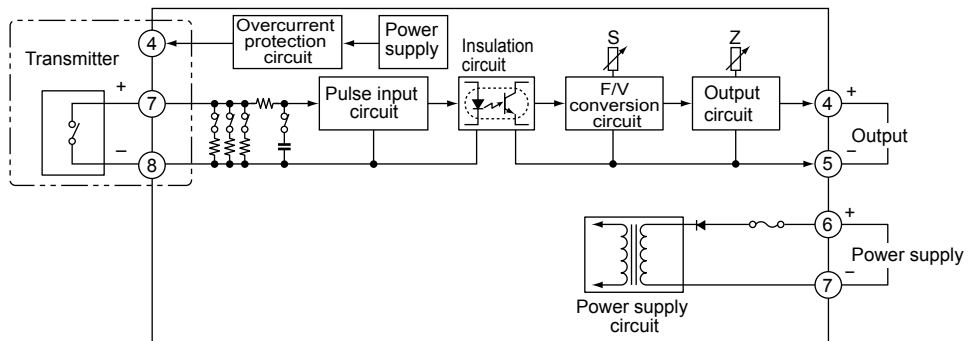 Transmitter
4
Overcurrent
protection
circuit
Power
supply
Insulation
circuit
S
Z
+
7
Pulse input
circuit
F/V
conversion
circuit
Output
circuit
4
+
Output
−
8
5
−
6
+
Power supply
7
−
Power supply
circuit